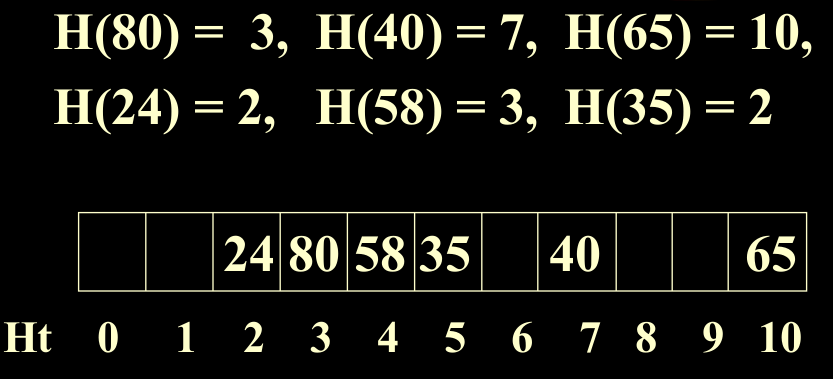 H(80) = 3, H(40) = 7, H(65) = 10,
H(24) = 2, H(58) = 3, H(35) = 2
24 80 58 35 40 65
Ht 0 1 2 3 4 5 6 7 8 9 10